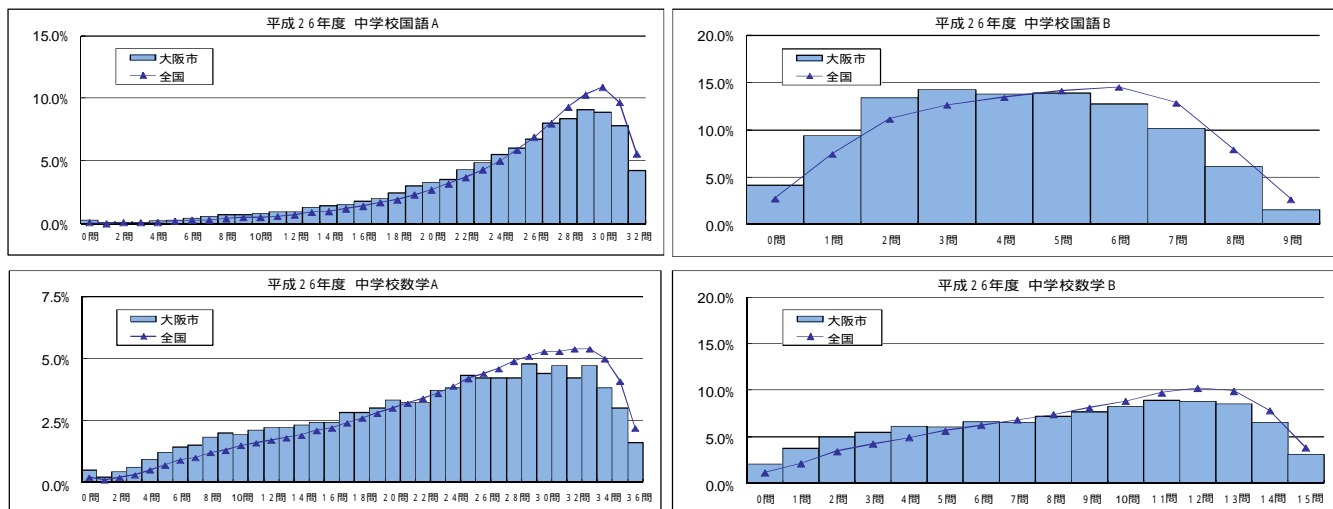 平成26年度 中学校国語A
15.0%
10.0%
5.0%
0.0%
大阪市
全国
0問 2問 4問 6問 8問 10問 12問 14問 16問 18問 20問 22問 24問 26問 28問 30問 32問
平成26年度 中学校国語B
20.0%
15.0%
10.0%
5.0%
0.0%
大阪市
全国
0問 1問 2問 3問 4問 5問 6問 7問 8問 9問
平成26年度 中学校数学A
7.5%
5.0%
2.5%
0.0%
大阪市
全国
0問 2問 4問 6問 8問 10問 12問 14問 16問 18問 20問 22問 24問 26問 28問 30問 32問 34問 36問
平成26年度 中学校数学B
20.0%
15.0%
10.0%
5.0%
0.0%
大阪市
全国
0問 1問 2問 3問 4問 5問 6問 7問 8問 9問 10問 11問 12問 13問 14問 15問